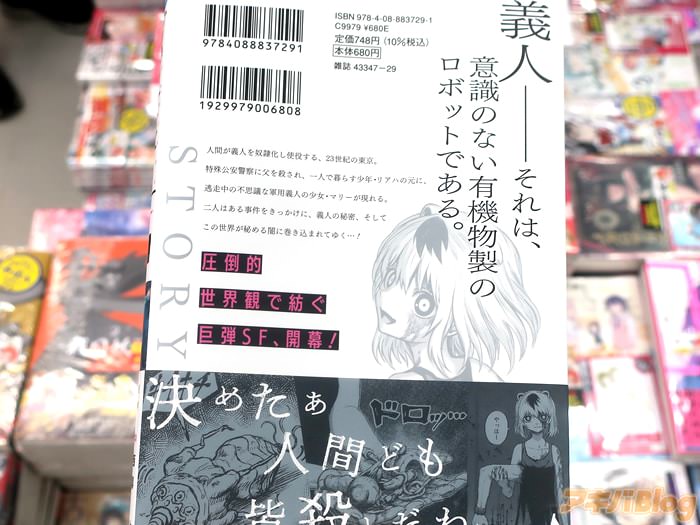 ISBN 978-4-08-883729-1
C9979 ¥680E
定価748円(10%税込)
本体680円
雑誌 43347-29
9784088837291
1929979006808
義人――それは、
意識のない有機物製の
ロボットである。
STORY
人間が義人を奴隷化し使役する、23世紀の東京。
特殊公安警察に父を殺され、一人で暮らす少年・リアハの元に、
逃走中の不思議な軍用義人の少女・マリーが現れる。
二人はある事件をきっかけに、義人の秘密、そして
この世界が秘める闇に巻き込まれてゆく…!
圧倒的
世界観で紡ぐ
巨弾SF、開幕!
決めたぁ
人間ども
皆殺しだわ
ドロッ…
やっほー
アキバBlog